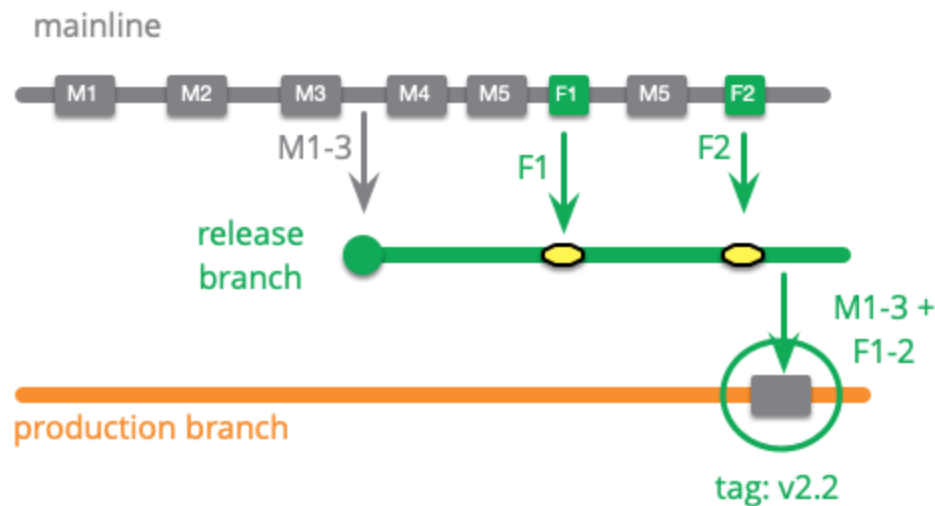 mainline
M1 M2 M3 M4 M5 F1 M5 F2
M1-3
F1
F2
release
branch
M1-3 +
F1-2
production branch
tag: v2.2